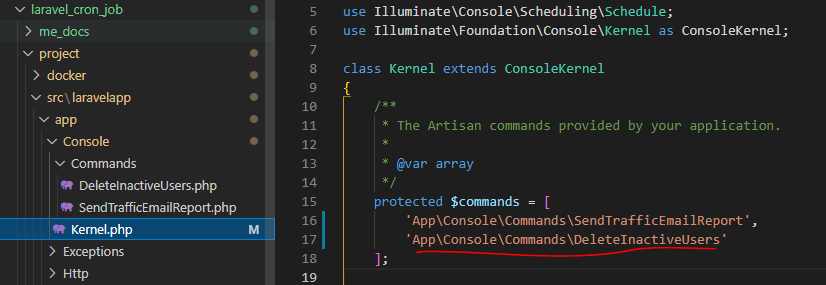 laravel_cron_job
me_docs
project
docker
src\laravelapp
app
Console
Commands
DeleteInactiveUsers.php
SendTrafficEmailReport.php
Kernel.php M
Exceptions
Http
5 use Illuminate\Console\Scheduling\Schedule;
6 use Illuminate\Foundation\Console\Kernel as ConsoleKernel;
7
8 class Kernel extends ConsoleKernel
9 {
10 /**
11 * The Artisan commands provided by your application.
12 *
13 * @var array
14 */
15 protected $commands = [
16 'App\Console\Commands\SendTrafficEmailReport',
17 'App\Console\Commands\DeleteInactiveUsers'
18 ];
19